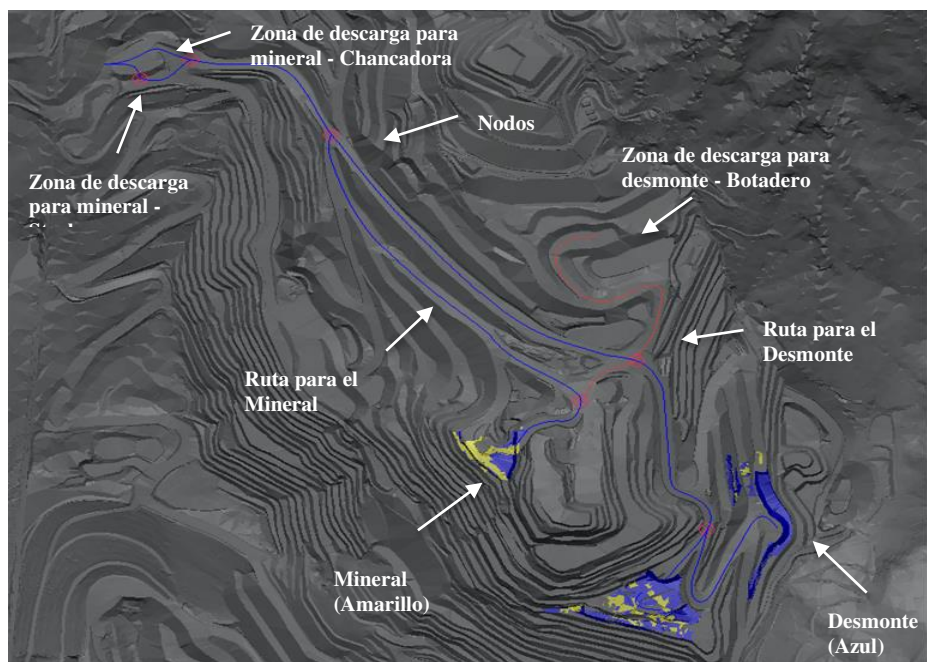 Zona de descarga para
mineral - Chancadora
Nodos
Zona de descarga para
desmonte - Botadero
Zona de descarga
para mineral -
Ruta para el
Desmonte
Ruta para el
Mineral
Mineral
(Amarillo)
Desmonte
(Azul)